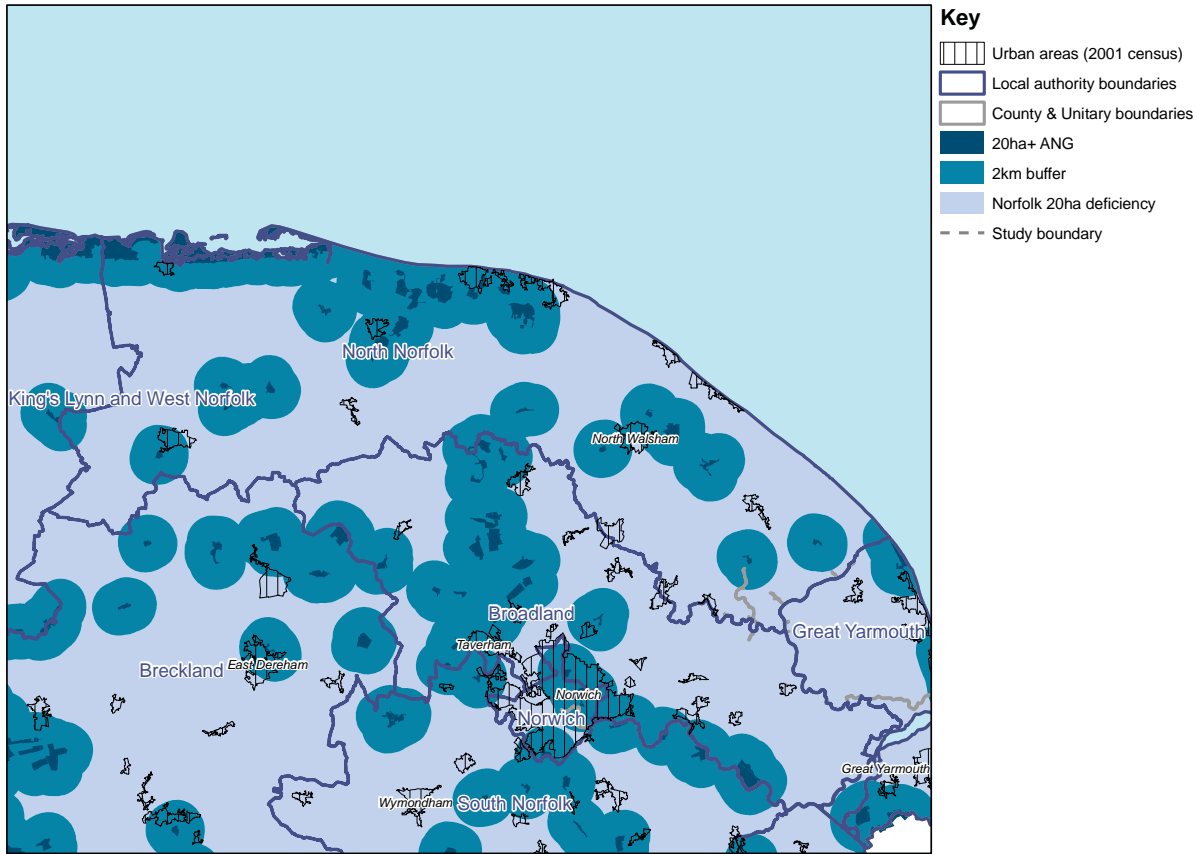 Key
Urban areas (2001 census)
Local authority boundaries
County & Unitary boundaries
20ha+ ANG
2km buffer
Norfolk 20ha deficiency
Study boundary
North Norfolk
King's Lynn and West Norfolk
North Walsham
Broadland
Great Yarmouth
Taverham
Breckland
East Dereham
Norwich
Norwich
Great Yarmouth
Wymondham
South Norfolk